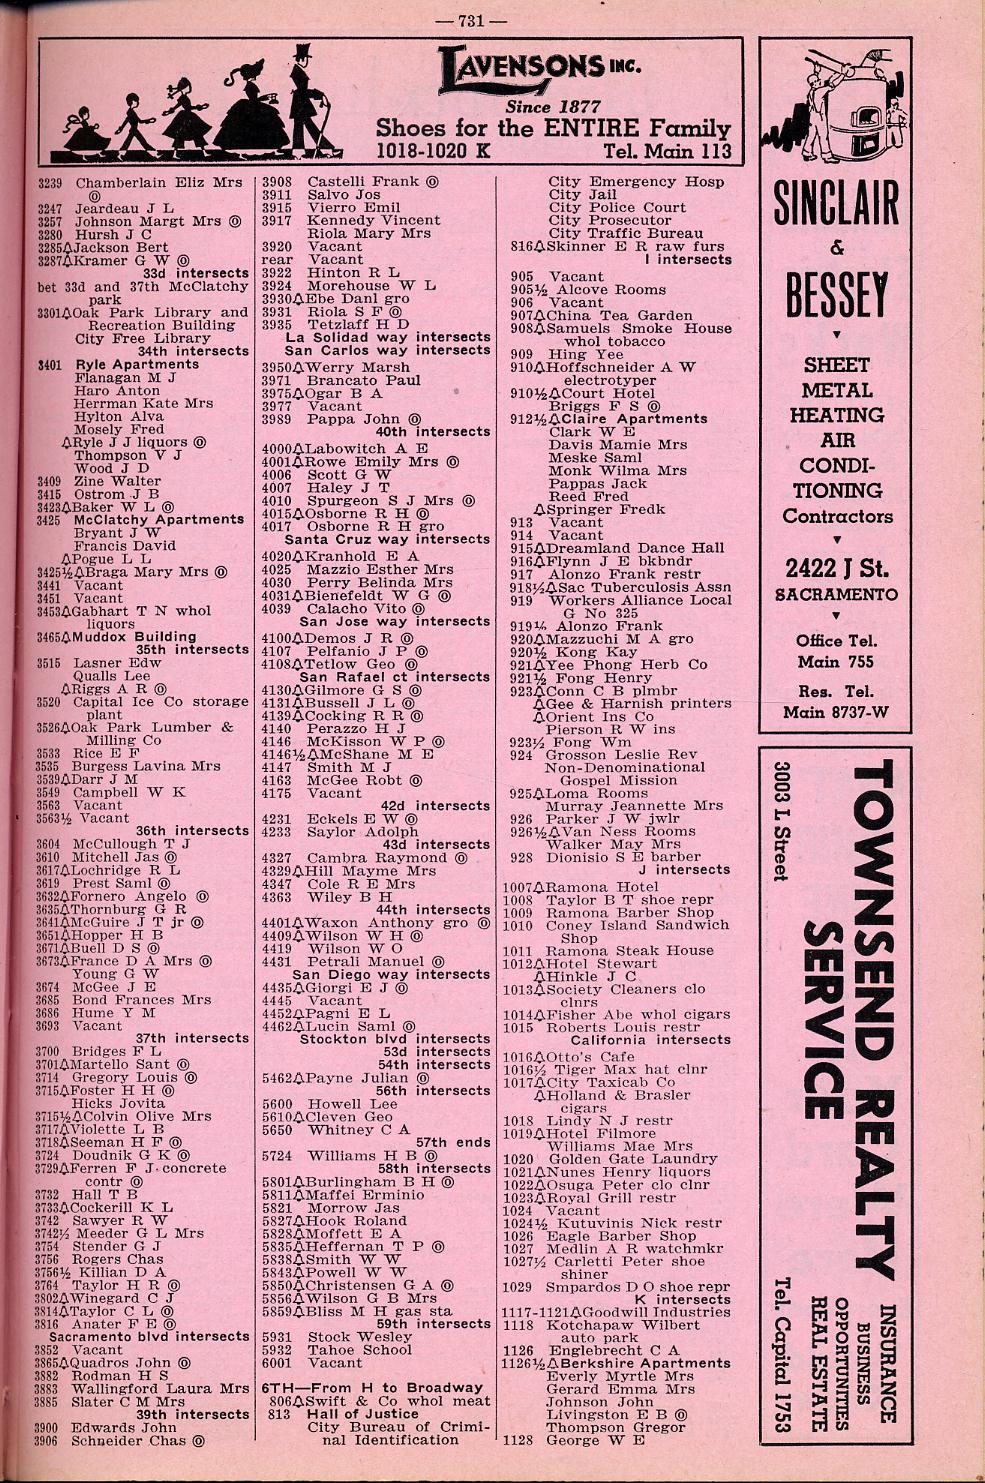 — 731 —
LAVENSONS INC.
Since 1877
Shoes for the ENTIRE Family
1018-1020 K Tel. Main 113
3239 Chamberlain Eliz Mrs
◎
3247 Jeardeau J L
3257 Johnson Margt Mrs ◎
3280 Hursh J C
3285△Jackson Bert
3287△Kramer G W ◎
33d intersects
bet 33d and 37th McClatchy
park
3301△Oak Park Library and
Recreation Building
City Free Library
34th intersects
3401 Ryle Apartments
Flanagan M J
Haro Anton
Herrman Kate Mrs
Hylton Alva
Mosely Fred
△Ryle J J liquors ◎
Thompson V J
Wood J D
3409 Zine Walter
3415 Ostrom J B
3423△Baker W L ◎
3425 McClatchy Apartments
Bryant J W
Francis David
△Pogue L L
3425½△Braga Mary Mrs ◎
3441 Vacant
3451 Vacant
3453△Gabhart T N whol
liquors
3465△Muddox Building
35th intersects
3515 Lasner Edw
Qualls Lee
△Riggs A R ◎
3520 Capital Ice Co storage
plant
3526△Oak Park Lumber &
Milling Co
3533 Rice E F
3535 Burgess Lavina Mrs
3539△Darr J M
3549 Campbell W K
3563 Vacant
3563½ Vacant
36th intersects
3604 McCullough T J
3610 Mitchell Jas ◎
3617△Lochridge R L
3619 Prest Saml ◎
3632△Fornero Angelo ◎
3635△Thornburg G R
3641△McGuire J T jr ◎
3651△Hopper H B
3671△Buell D S ◎
3673△France D A Mrs ◎
Young G W
3674 McGee J E
3685 Bond Frances Mrs
3686 Hume Y M
3693 Vacant
37th intersects
3700 Bridges F L
3701△Martello Sant ◎
3714 Gregory Louis ◎
3715△Foster H H ◎
Hicks Jovita
3715½△Colvin Olive Mrs
3717△Violette L B
3718△Seeman H F ◎
3724 Doudnik G K ◎
3729△Ferren F J concrete
contr ◎
3732 Hall T B
3733△Cockerill K L
3742 Sawyer R W
3742½ Meeder G L Mrs
3754 Stender G J
3756 Rogers Chas
3756½ Killian D A
3764 Taylor H R ◎
3802△Winegard C J
3814△Taylor C L ◎
3816 Anater F E ◎
Sacramento blvd intersects
3852 Vacant
3865△Quadros John ◎
3882 Rodman H S
3883 Wallingford Laura Mrs
3885 Slater C M Mrs
39th intersects
3900 Edwards John
3906 Schneider Chas ◎
3908 Castelli Frank ◎
3911 Salvo Jos
3915 Vierro Emil
3917 Kennedy Vincent
Riola Mary Mrs
3920 Vacant
rear Vacant
3922 Hinton R L
3924 Morehouse W L
3930△Ebe Danl gro
3931 Riola S F ◎
3935 Tetzlaff H D
La Solidad way intersects
San Carlos way intersects
3950△Werry Marsh
3971 Brancato Paul
3975△Ogar B A
3977 Vacant
3989 Pappa John ◎
40th intersects
4000△Labowitch A E
4001△Rowe Emily Mrs ◎
4006 Scott G W
4007 Haley J T
4010 Spurgeon S J Mrs ◎
4015△Osborne R H ◎
4017 Osborne R H gro
Santa Cruz way intersects
4020△Kranhold E A
4025 Mazzio Esther Mrs
4030 Perry Belinda Mrs
4031△Bienefeldt W G ◎
4039 Calacho Vito ◎
San Jose way intersects
4100△Demos J R ◎
4107 Pelfanio J P ◎
4108△Tetlow Geo ◎
San Rafael ct intersects
4130△Gilmore G S ◎
4131△Bussell J L ◎
4139△Cocking R R ◎
4140 Perazzo H J
4146 McKisson W P ◎
4146½△McShane M E
4147 Smith M J
4163 McGee Robt ◎
4175 Vacant
42d intersects
4231 Eckels E W ◎
4233 Saylor Adolph
43d intersects
4327 Cambra Raymond ◎
4329△Hill Mayme Mrs
4347 Cole R E Mrs
4363 Wiley B H
44th intersects
4401△Waxon Anthony gro ◎
4409△Wilson W H ◎
4419 Wilson W O
4431 Petrali Manuel ◎
San Diego way intersects
4435△Giorgi E J ◎
4445 Vacant
4452△Pagni E L
4462△Lucin Saml ◎
Stockton blvd intersects
53d intersects
54th intersects
5462△Payne Julian ◎
56th intersects
5600 Howell Lee
5610△Cleven Geo
5650 Whitney C A
57th ends
5724 Williams H B ◎
58th intersects
5801△Burlingham B H ◎
5811△Maffei Erminio
5821 Morrow Jas
5827△Hook Roland
5828△Moffett E A
5835△Heffernan T P ◎
5838△Smith W W
5843△Powell W W
5850△Christensen G A ◎
5856△Wilson G B Mrs
5859△Bliss M H gas sta
59th intersects
5931 Stock Wesley
5932 Tahoe School
6001 Vacant
6TH—From H to Broadway
806△Swift & Co whol meat
813 Hall of Justice
City Bureau of Crimi-
nal Identification
City Emergency Hosp
City Jail
City Police Court
City Prosecutor
City Traffic Bureau
816△Skinner E R raw furs
I intersects
905 Vacant
905½ Alcove Rooms
906 Vacant
907△China Tea Garden
908△Samuels Smoke House
whol tobacco
909 Hing Yee
910△Hoffschneider A W
electrotyper
910½△Court Hotel
Briggs F S ◎
912½△Claire Apartments
Clark W E
Davis Mamie Mrs
Meske Saml
Monk Wilma Mrs
Pappas Jack
Reed Fred
△Springer Fredk
913 Vacant
914 Vacant
915△Dreamland Dance Hall
916△Flynn J E bkbndr
917 Alonzo Frank restr
918½△Sac Tuberculosis Assn
919 Workers Alliance Local
G No 325
919½ Alonzo Frank
920△Mazzuchi M A gro
920½ Kong Kay
921△Yee Phong Herb Co
921½ Fong Henry
923△Conn C B plmbr
△Gee & Harnish printers
△Orient Ins Co
Pierson R W ins
923½ Fong Wm
924 Grosson Leslie Rev
Non-Denominational
Gospel Mission
925△Loma Rooms
Murray Jeannette Mrs
926 Parker J W jwlr
926½△Van Ness Rooms
Walker May Mrs
928 Dionisio S E barber
J intersects
1007△Ramona Hotel
1008 Taylor B T shoe repr
1009 Ramona Barber Shop
1010 Coney Island Sandwich
Shop
1011 Ramona Steak House
1012△Hotel Stewart
△Hinkle J C
1013△Society Cleaners clo
clnrs
1014△Fisher Abe whol cigars
1015 Roberts Louis restr
California intersects
1016△Otto's Cafe
1016½ Tiger Max hat clnr
1017△City Taxicab Co
△Holland & Brasler
cigars
1018 Lindy N J restr
1019△Hotel Filmore
Williams Mae Mrs
1020 Golden Gate Laundry
1021△Nunes Henry liquors
1022△Osuga Peter clo clnr
1023△Royal Grill restr
1024 Vacant
1024½ Kutuvinis Nick restr
1026 Eagle Barber Shop
1027 Medlin A R watchmkr
1027½ Carletti Peter shoe
shiner
1029 Smpardos D O shoe repr
K intersects
1117-1121△Goodwill Industries
1118 Kotchapaw Wilbert
auto park
1126 Englebrecht C A
1126½△Berkshire Apartments
Everly Myrtle Mrs
Gerard Emma Mrs
Johnson John
Livingston E B ◎
Thompson Gregor
1128 George W E
SINCLAIR
&
BESSEY
SHEET
METAL
HEATING
AIR
CONDI-
TIONING
Contractors
2422 J St.
SACRAMENTO
Office Tel.
Main 755
Res. Tel.
Main 8737-W
TOWNSEND REALTY
SERVICE
3003 L Street
INSURANCE
BUSINESS
OPPORTUNITIES
REAL ESTATE
Tel. Capital 1753